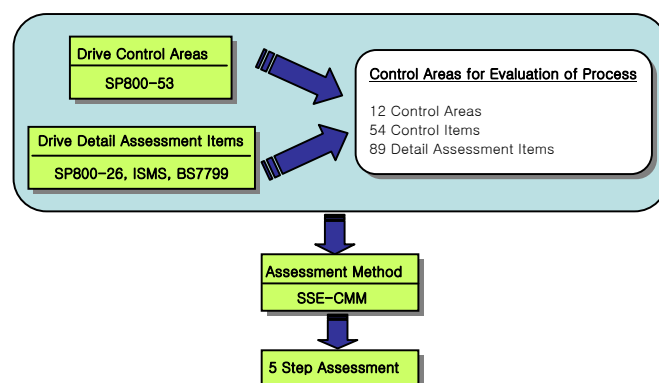 Drive Control Areas
SP800-53
Drive Detail Assessment Items
SP800-26, ISMS, BS7799
Control Areas for Evaluation of Process
12 Control Areas
54 Control Items
89 Detail Assessment Items
Assessment Method
SSE-CMM
5 Step Assessment